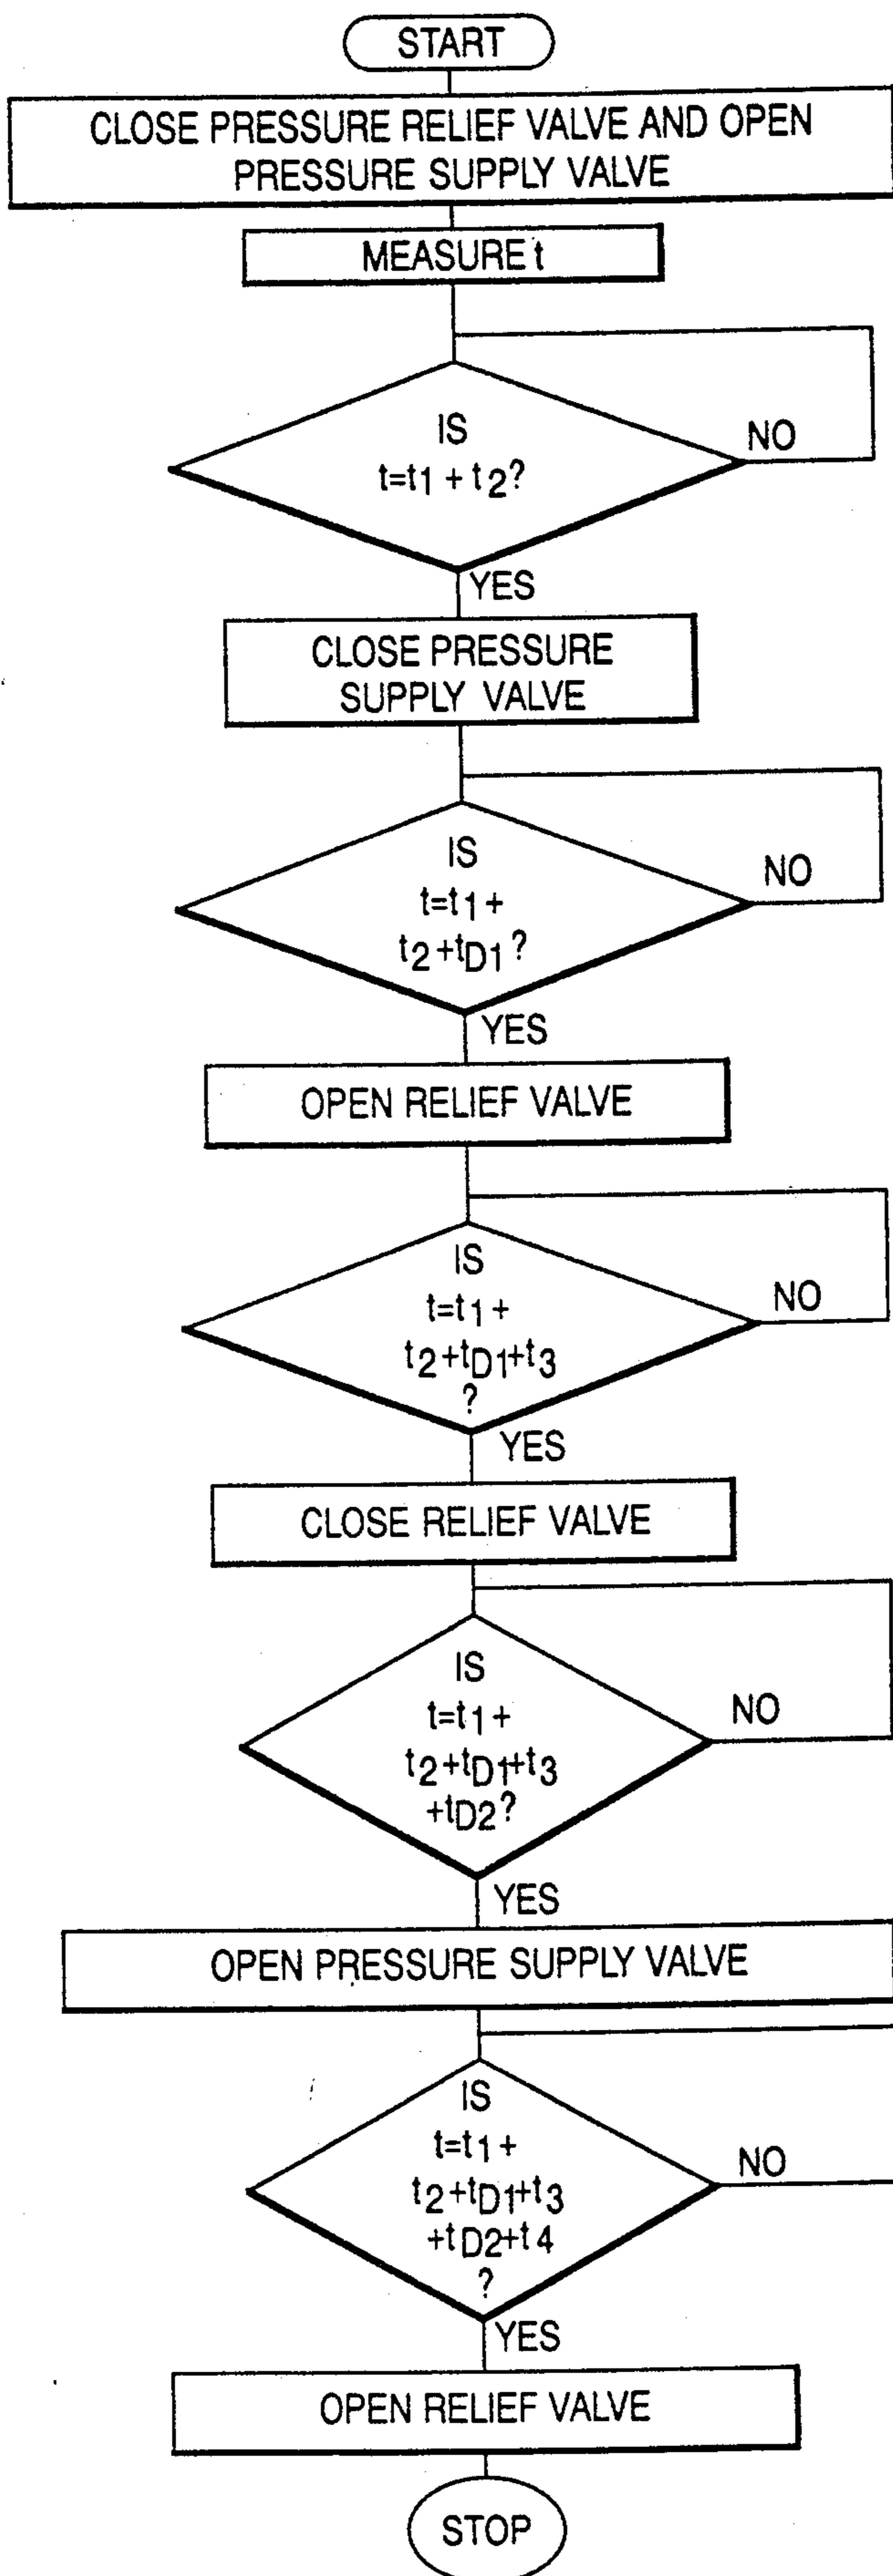 START
CLOSE PRESSURE RELIEF VALVE AND OPEN
PRESSURE SUPPLY VALVE
MEASURE t
IS
t=t1 + t2?
NO
YES
CLOSE PRESSURE
SUPPLY VALVE
IS
t=t1+
t2+tD1?
NO
YES
OPEN RELIEF VALVE
IS
t=t1+
t2+tD1+t3
?
NO
YES
CLOSE RELIEF VALVE
IS
t=t1+
t2+tD1+t3
+tD2?
NO
YES
OPEN PRESSURE SUPPLY VALVE
IS
t=t1+
t2+tD1+t3
+tD2+t4
?
NO
YES
OPEN RELIEF VALVE
STOP